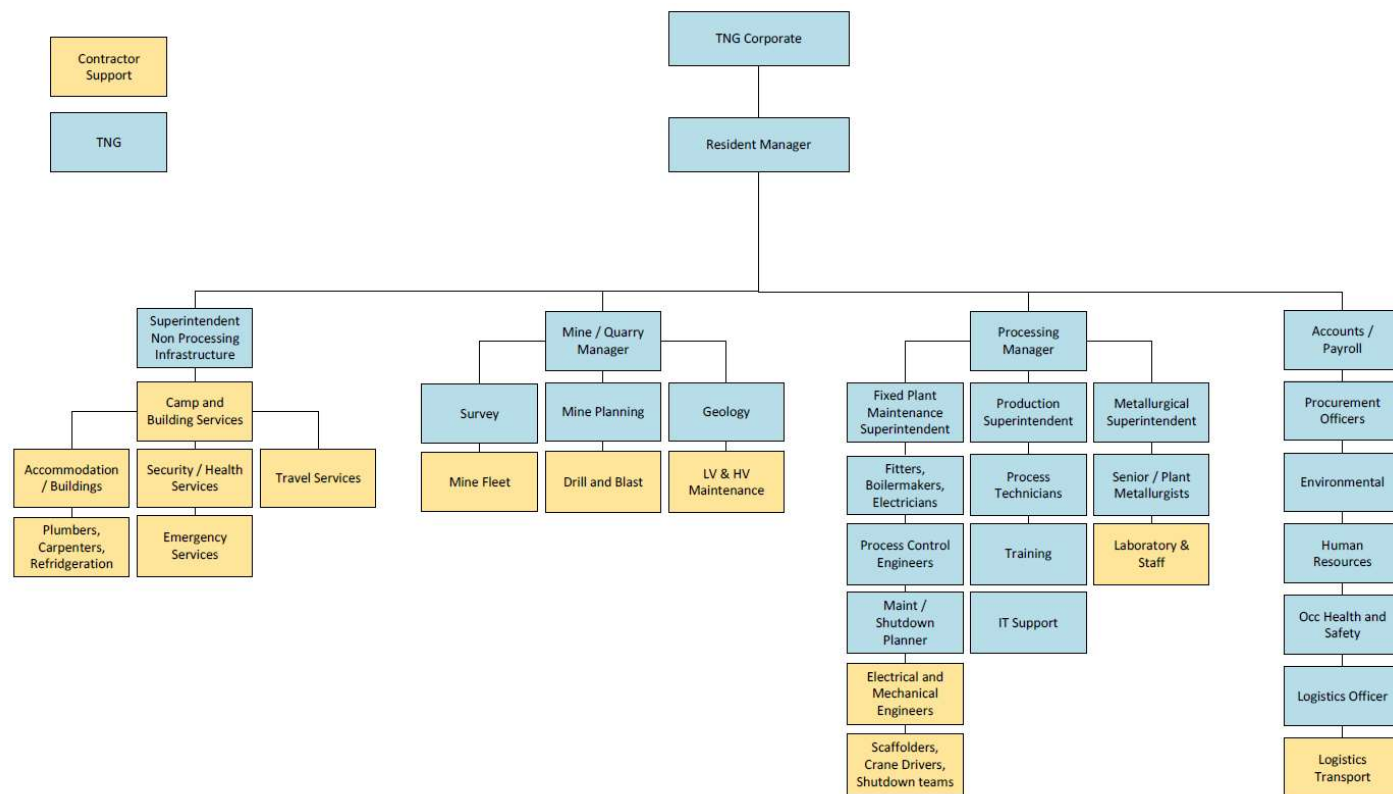 Contractor
Support
TNG
TNG Corporate
Resident Manager
Superintendent
Non Processing
Infrastructure
Camp and
Building Services
Accommodation
/ Buildings
Security / Health
Services
Travel Services
Plumbers,
Carpenters,
Refridgeration
Emergency
Services
Mine / Quarry
Manager
Survey
Mine Planning
Geology
Mine Fleet
Drill and Blast
LV & HV
Maintenance
Processing
Manager
Fixed Plant
Maintenance
Superintendent
Production
Superintendent
Metallurgical
Superintendent
Fitters,
Boilermakers,
Electricians
Process
Technicians
Senior / Plant
Metallurgists
Process Control
Engineers
Training
Laboratory &
Staff
Maint /
Shutdown
Planner
IT Support
Electrical and
Mechanical
Engineers
Scaffolders,
Crane Drivers,
Shutdown teams
Accounts /
Payroll
Procurement
Officers
Environmental
Human
Resources
Occ Health and
Safety
Logistics Officer
Logistics
Transport